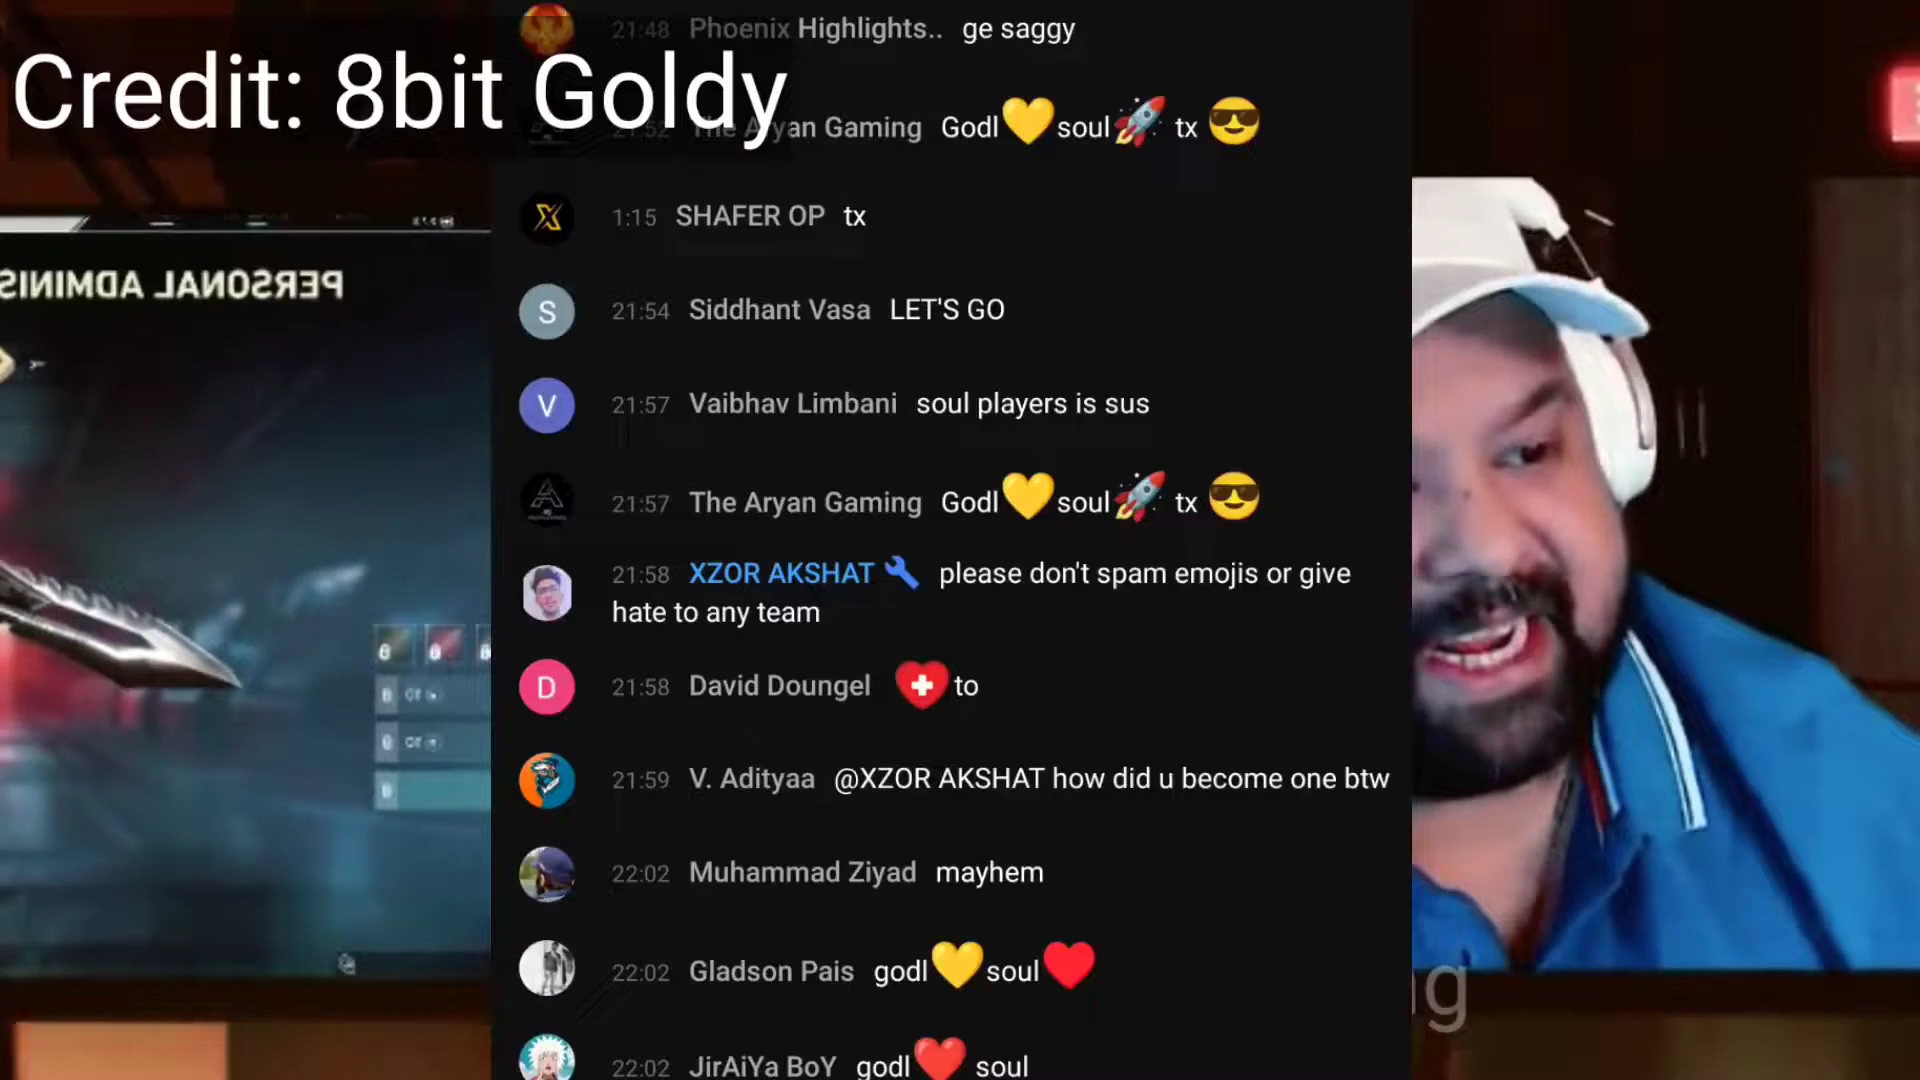 Credit: 8bit Goldy
21:48 Phoenix Highlights.. ge saggy
21:52 The Aryan Gaming Godl💛soul🚀 tx 😎
1:15 SHAFER OP tx
S 21:54 Siddhant Vasa LET'S GO
V 21:57 Vaibhav Limbani soul players is sus
21:57 The Aryan Gaming Godl💛soul🚀 tx 😎
21:58 XZOR AKSHAT 🔧 please don't spam emojis or give
hate to any team
D 21:58 David Doungel to
21:59 V. Adityaa @XZOR AKSHAT how did u become one btw
22:02 Muhammad Ziyad mayhem
22:02 Gladson Pais godl💛soul❤️
22:02 JirAiYa BoY godl❤️ soul
PERSONAL ADMINIS